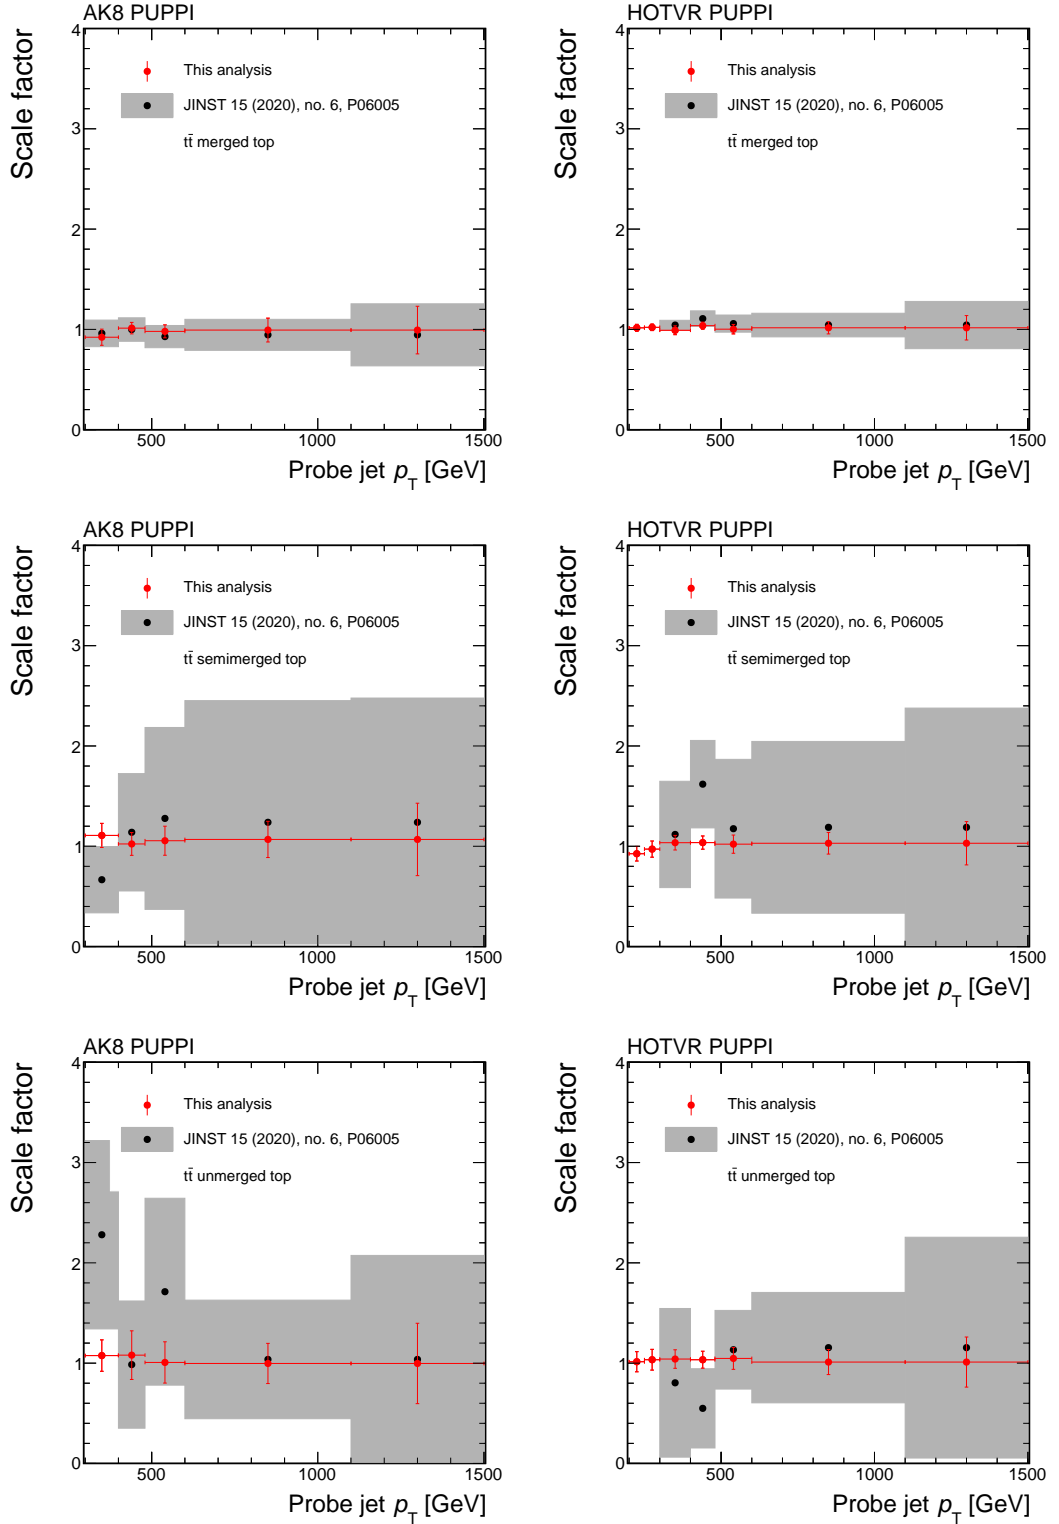 AK8 PUPPI
Scale factor
4
3
2
1
0
This analysis
JINST 15 (2020), no. 6, P06005
tt̄ merged top
500
1000
1500
Probe jet p_T [GeV]
HOTVR PUPPI
Scale factor
4
3
2
1
0
This analysis
JINST 15 (2020), no. 6, P06005
tt̄ merged top
500
1000
1500
Probe jet p_T [GeV]
AK8 PUPPI
Scale factor
4
3
2
1
0
This analysis
JINST 15 (2020), no. 6, P06005
tt̄ semimerged top
500
1000
1500
Probe jet p_T [GeV]
HOTVR PUPPI
Scale factor
4
3
2
1
0
This analysis
JINST 15 (2020), no. 6, P06005
tt̄ semimerged top
500
1000
1500
Probe jet p_T [GeV]
AK8 PUPPI
Scale factor
4
3
2
1
0
This analysis
JINST 15 (2020), no. 6, P06005
tt̄ unmerged top
500
1000
1500
Probe jet p_T [GeV]
HOTVR PUPPI
Scale factor
4
3
2
1
0
This analysis
JINST 15 (2020), no. 6, P06005
tt̄ unmerged top
500
1000
1500
Probe jet p_T [GeV]